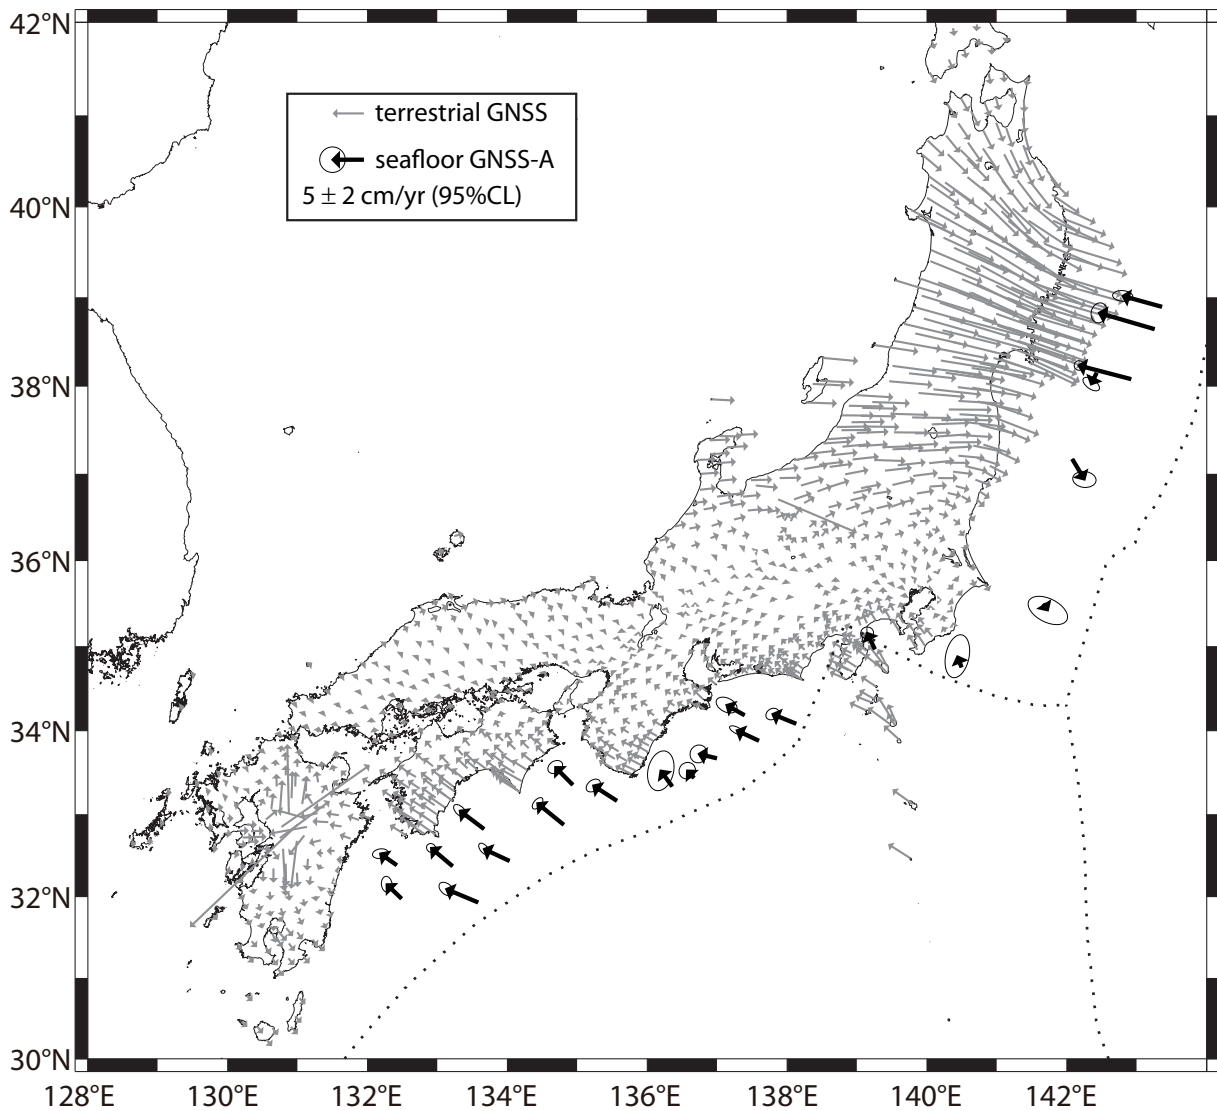 42°N
terrestrial GNSS
seafloor GNSS-A
5 ± 2 cm/yr (95%CL)
40°N
38°N
36°N
34°N
32°N
30°N
128°E 130°E 132°E 134°E 136°E 138°E 140°E 142°E